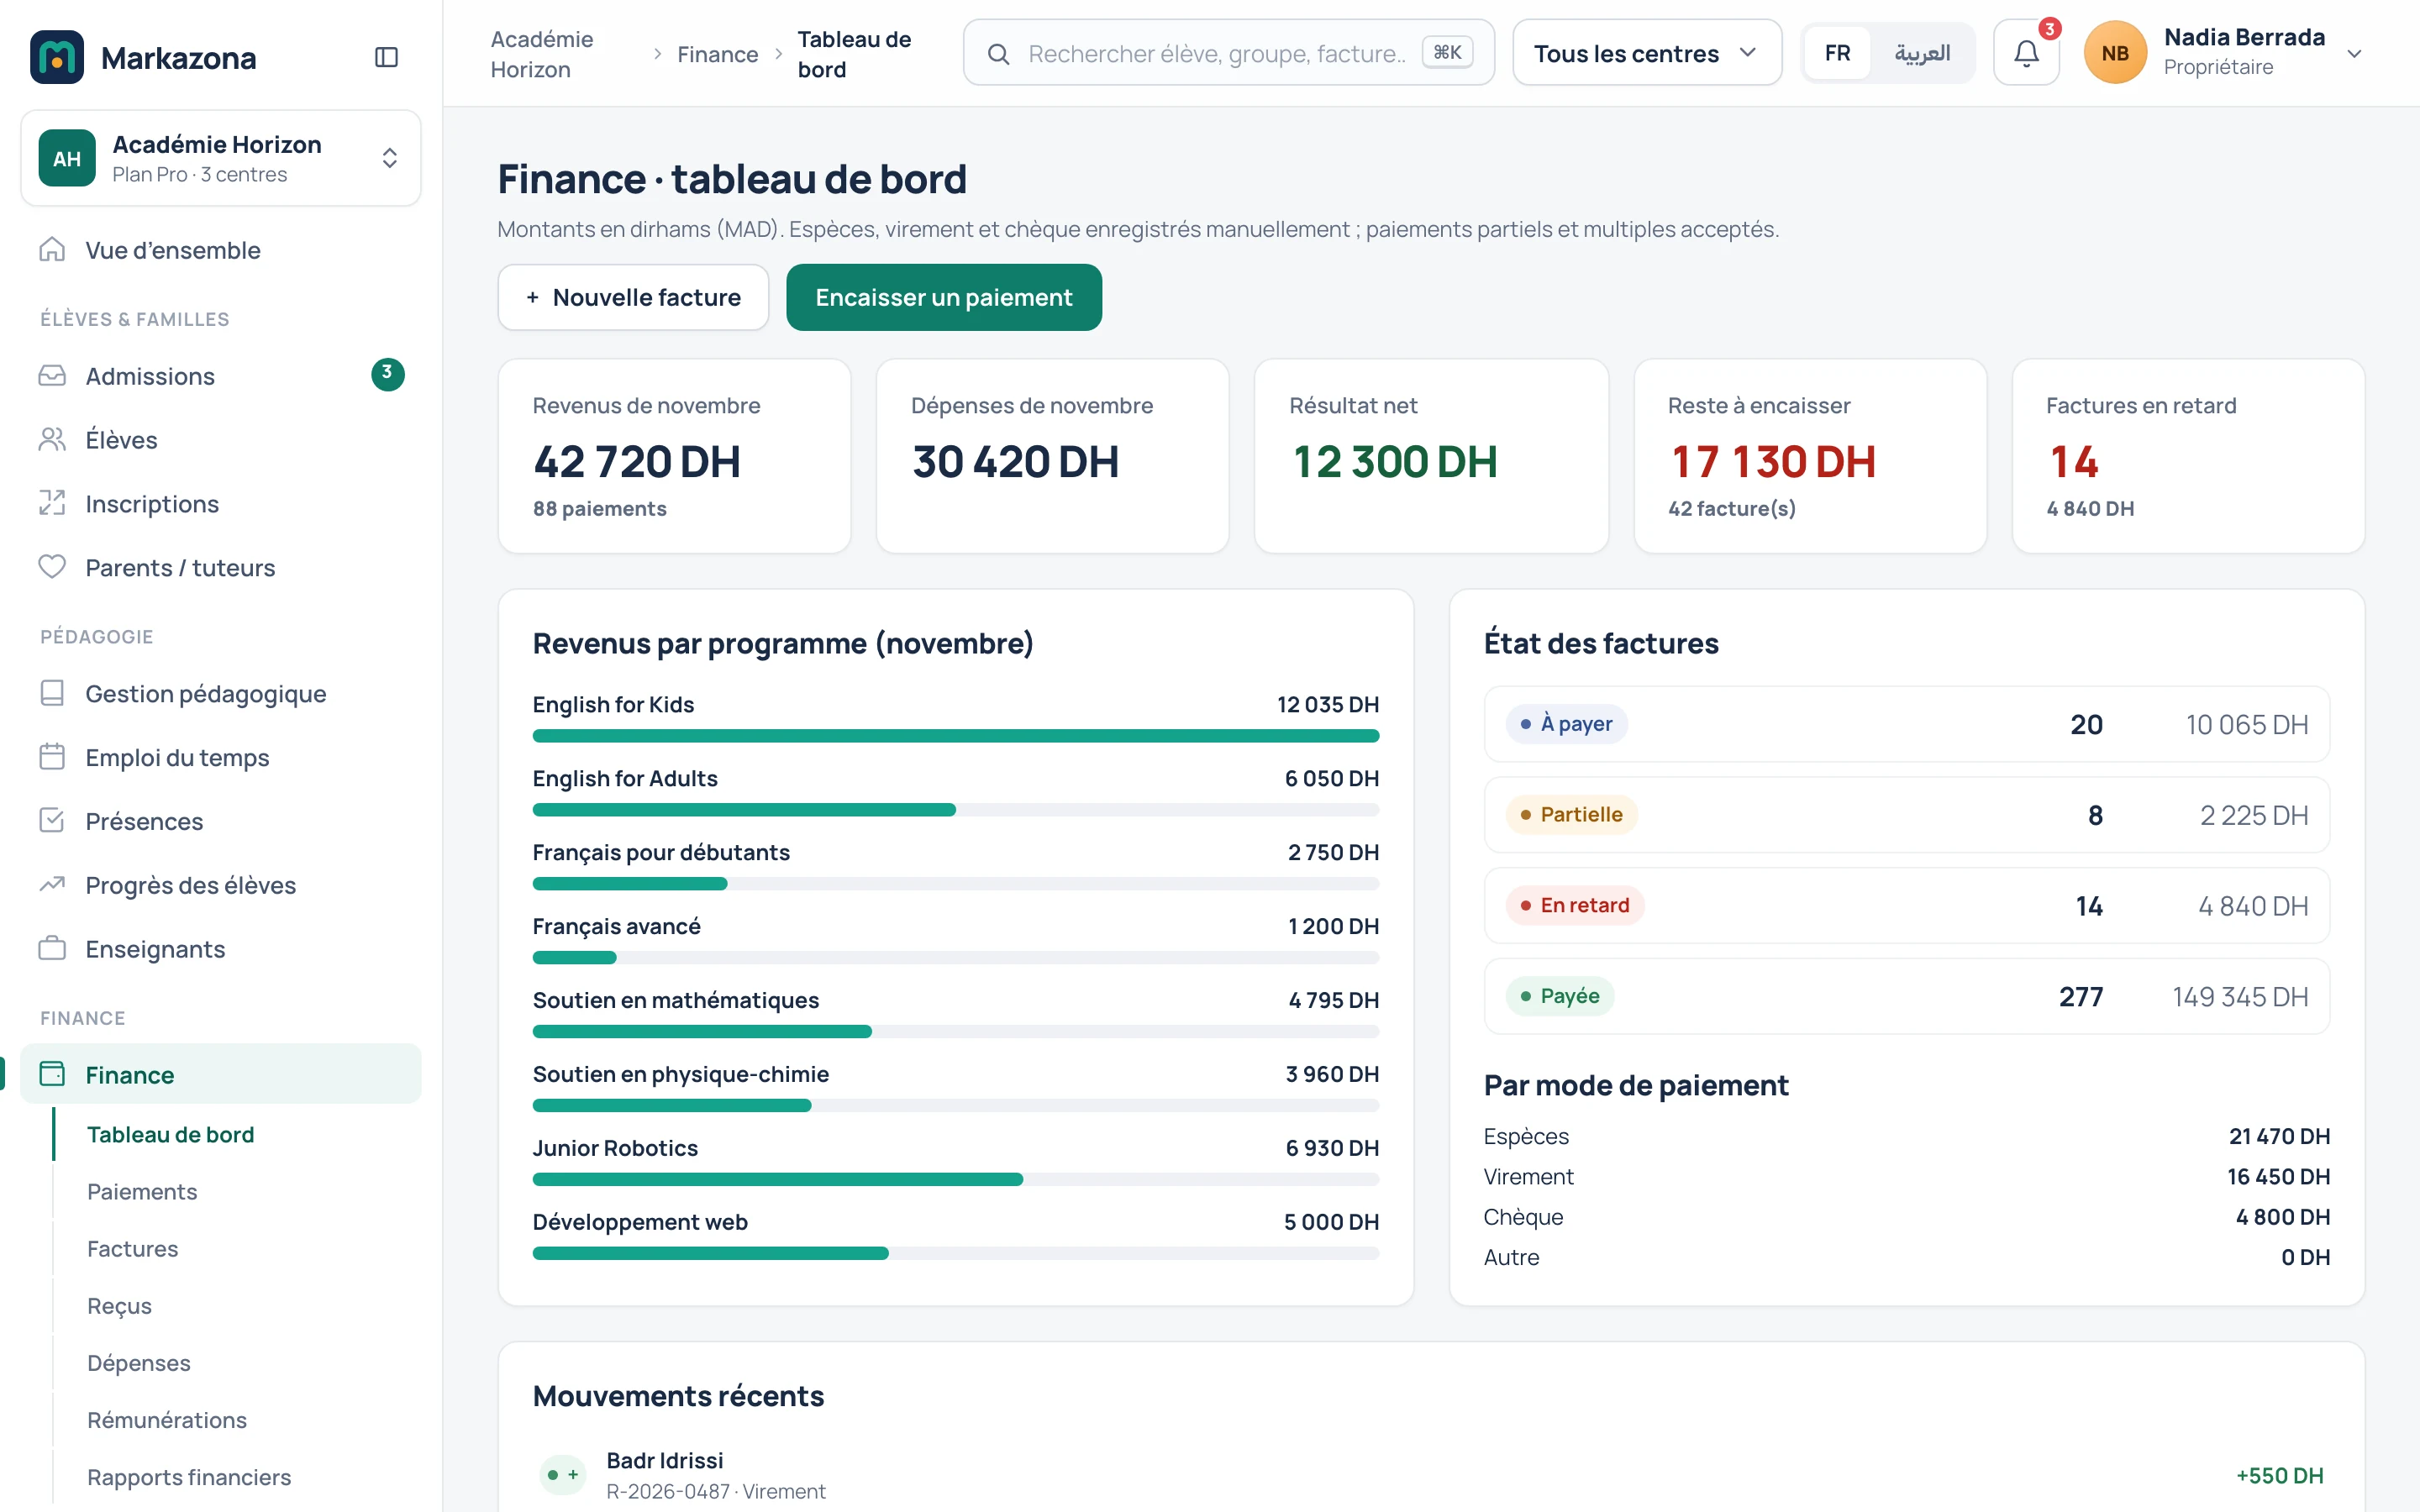 Markazona
AH
Académie Horizon
Plan Pro · 3 centres
Vue d’ensemble
ÉLÈVES & FAMILLES
Admissions
3
Élèves
Inscriptions
Parents / tuteurs
PÉDAGOGIE
Gestion pédagogique
Emploi du temps
Présences
Progrès des élèves
Enseignants
FINANCE
Finance
Tableau de bord
Paiements
Factures
Reçus
Dépenses
Rémunérations
Rapports financiers
Académie
Horizon
Finance
Tableau de
bord
Rechercher élève, groupe, facture..
⌘K
Tous les centres
FR
العربية
3
NB
Nadia Berrada
Propriétaire
Finance · tableau de bord
Montants en dirhams (MAD). Espèces, virement et chèque enregistrés manuellement ; paiements partiels et multiples acceptés.
+ Nouvelle facture
Encaisser un paiement
Revenus de novembre
42 720 DH
88 paiements
Dépenses de novembre
30 420 DH
Résultat net
12 300 DH
Reste à encaisser
17 130 DH
42 facture(s)
Factures en retard
14
4 840 DH
Revenus par programme (novembre)
English for Kids 12 035 DH
English for Adults 6 050 DH
Français pour débutants 2 750 DH
Français avancé 1 200 DH
Soutien en mathématiques 4 795 DH
Soutien en physique-chimie 3 960 DH
Junior Robotics 6 930 DH
Développement web 5 000 DH
État des factures
À payer 20 10 065 DH
Partielle 8 2 225 DH
En retard 14 4 840 DH
Payée 277 149 345 DH
Par mode de paiement
Espèces 21 470 DH
Virement 16 450 DH
Chèque 4 800 DH
Autre 0 DH
Mouvements récents
+
Badr Idrissi
R-2026-0487 · Virement
+550 DH